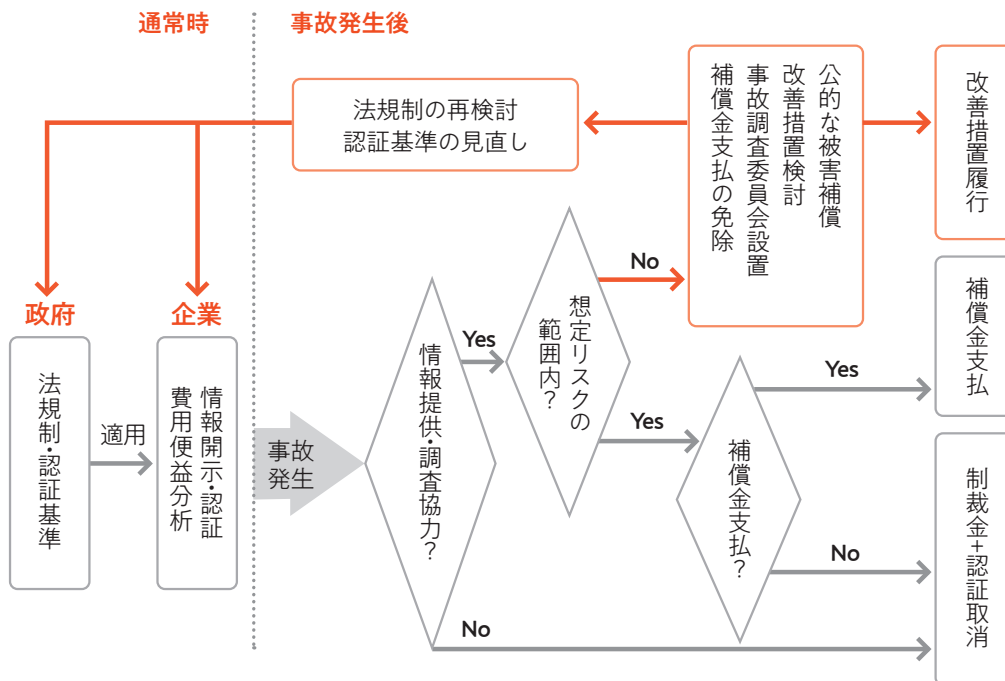 通常時
事故発生後
法規制の再検討
認証基準の見直し
公的な被害補償
改善措置検討
事故調査委員会設置
補償金支払の免除
改善措置履行
政府
企業
法規制・認証基準
適用
情報開示・認証
費用便益分析
事故
発生
情報提供・調査協力？
Yes
No
想定リスクの
範囲内？
No
Yes
補償金支払？
Yes
No
補償金支払
制裁金+認証取消